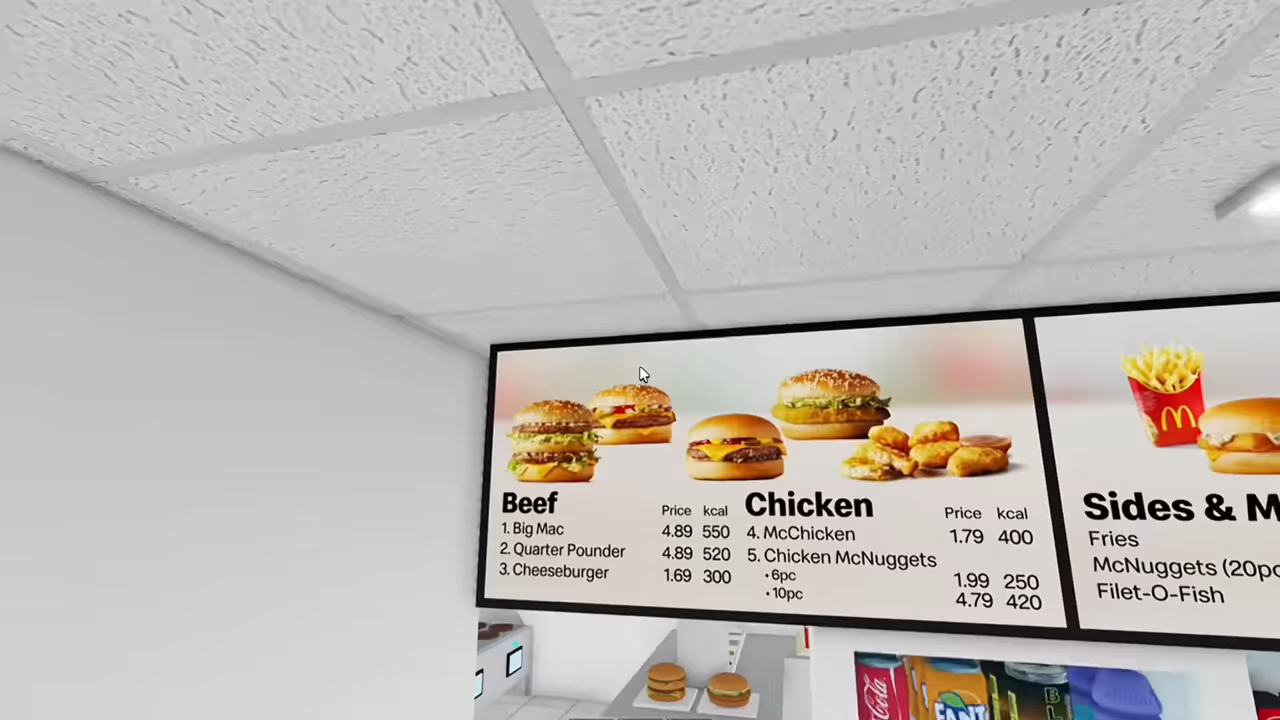 Beef
Price kcal
1. Big Mac 4.89 550
2. Quarter Pounder 4.89 520
3. Cheeseburger 1.69 300
Chicken
Price kcal
4. McChicken 1.79 400
5. Chicken McNuggets
• 6pc 1.99 250
• 10pc 4.79 420
Sides & M
Fries
McNuggets (20pc
Filet-O-Fish
Cola
FANT